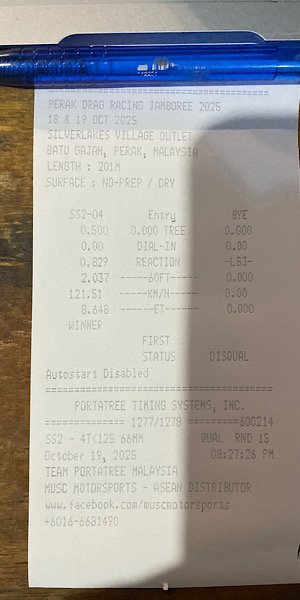 PERAK DRAG RACING JAMBOREE 2025
18 & 19 OCT 2025
SILVERLAKES VILLAGE OUTLET
BATU GAJAH, PERAK, MALAYSIA
LENGTH : 201M
SURFACE : NO-PREP / DRY
SS2-04 Entry BYE
0.500 0.000 TREE 0.000
0.00 DIAL-IN 0.00
0.829 REACTION -LB3-
2.037 ------60FT------ 0.000
121.51 ------KM/H------ 0.00
8.648 ------ET------- 0.000
WINNER
FIRST
STATUS DISQUAL
Autostart Disabled
PORTATREE TIMING SYSTEMS, INC.
============== 1277/1278 =========600214
SS2 - 4T(125 66MM QUAL RND 15
October 19, 2025 08:27:26 PM
TEAM PORTATREE MALAYSIA
MUSC MOTORSPORTS - ASEAN DISTRIBUTOR
www.facebook.com/muscmotorsports
+6016-6681490